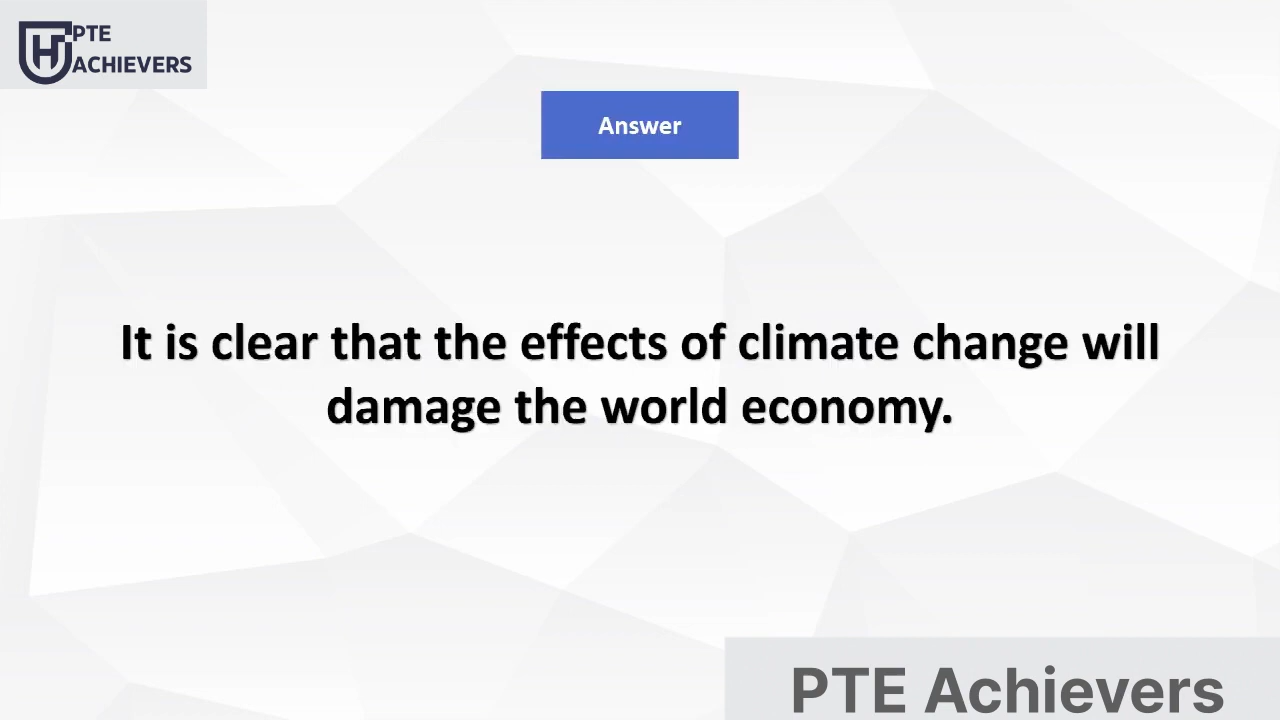 PTE
ACHIEVERS
Answer
It is clear that the effects of climate change will
damage the world economy.
PTE Achievers